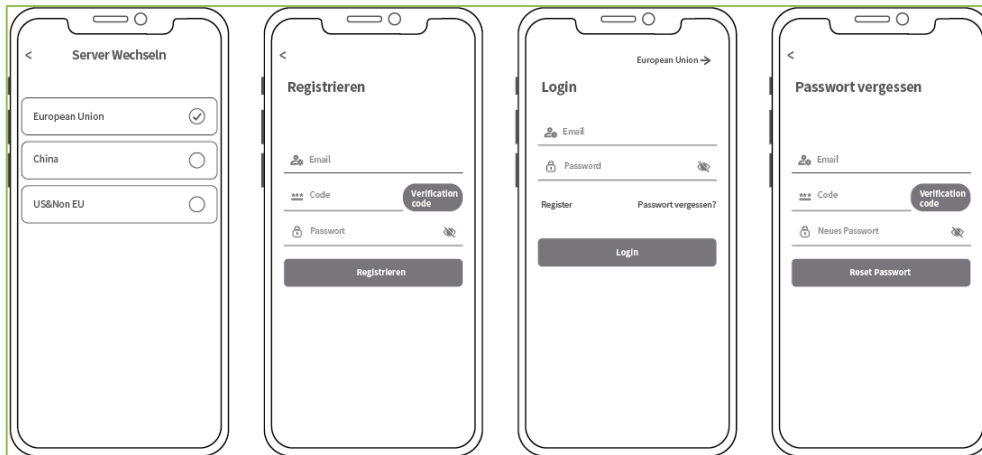 <
Server Wechseln
European Union
China
US&Non EU
<
Registrieren
Email
*** Code
Verification
code
Passwort
Registrieren
European Union →
Login
Email
Password
Register
Passwort vergessen?
Login
<
Passwort vergessen
Email
*** Code
Verification
code
Neues Passwort
Reset Passwort